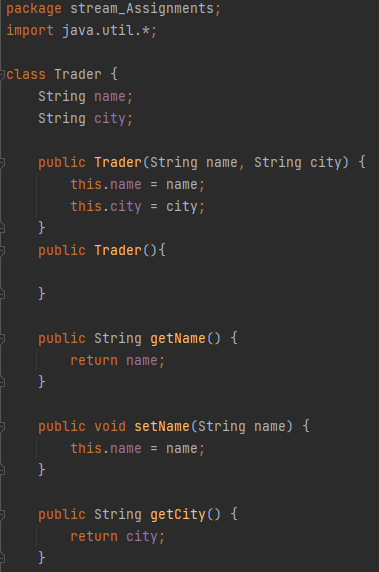 package stream_Assignments;
import java.util.*;
class Trader {
String name;
String city;
public Trader(String name, String city) {
this.name = name;
this.city = city;
}
public Trader(){
}
public String getName() {
return name;
}
public void setName(String name) {
this.name = name;
}
public String getCity() {
return city;
}